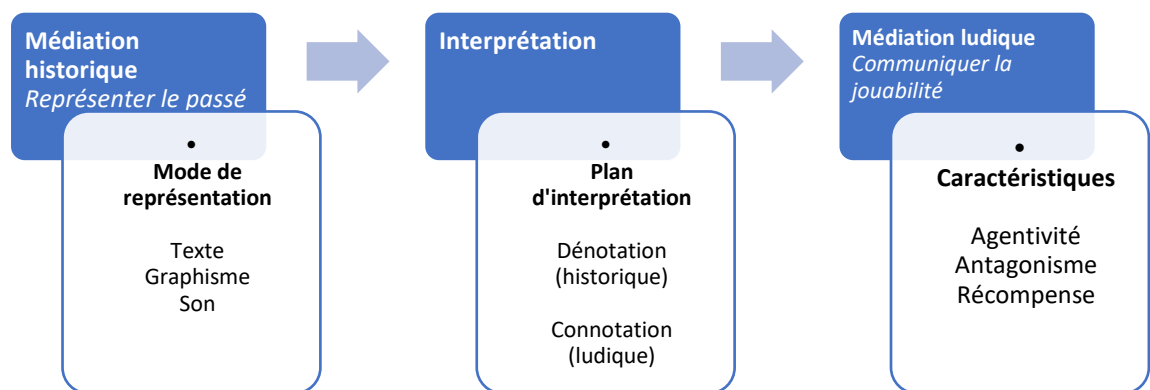 Médiation
historique
Représenter le passé
•
Mode de
représentation
Texte
Graphisme
Son
Interprétation
•
Plan
d'interprétation
Dénotation
(historique)
Connotation
(ludique)
Médiation ludique
Communiquer la
jouabilité
•
Caractéristiques
Agentivité
Antagonisme
Récompense